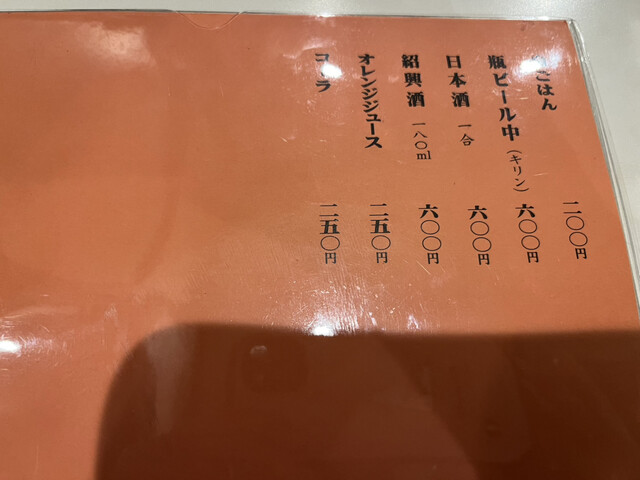 ごはん 二〇〇円
瓶ビール中(キリン) 六〇〇円
日本酒 一合 六〇〇円
紹興酒 一八〇ml 六〇〇円
オレンジジュース 二五〇円
コーラ 二五〇円